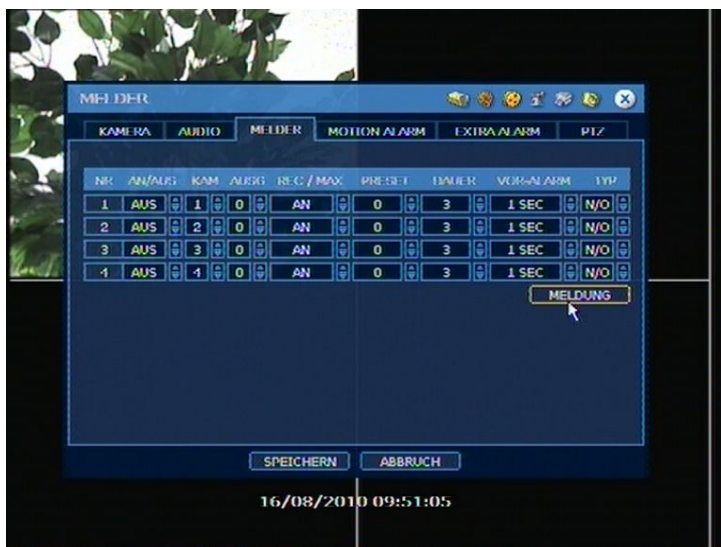 MELDER
KAMERA AUDIO MELDER MOTION ALARM EXTRA ALARM PTZ
NR AN/AUS KAM AUSG REC / MAX PRESET DAUER VOR-ALARM TYP
1 AUS 1 0 AN 0 3 1 SEC N/O
2 AUS 2 0 AN 0 3 1 SEC N/O
3 AUS 3 0 AN 0 3 1 SEC N/O
4 AUS 4 0 AN 0 3 1 SEC N/O
MELDUNG
SPEICHERN ABBRUCH
16/08/2010 09:51:05